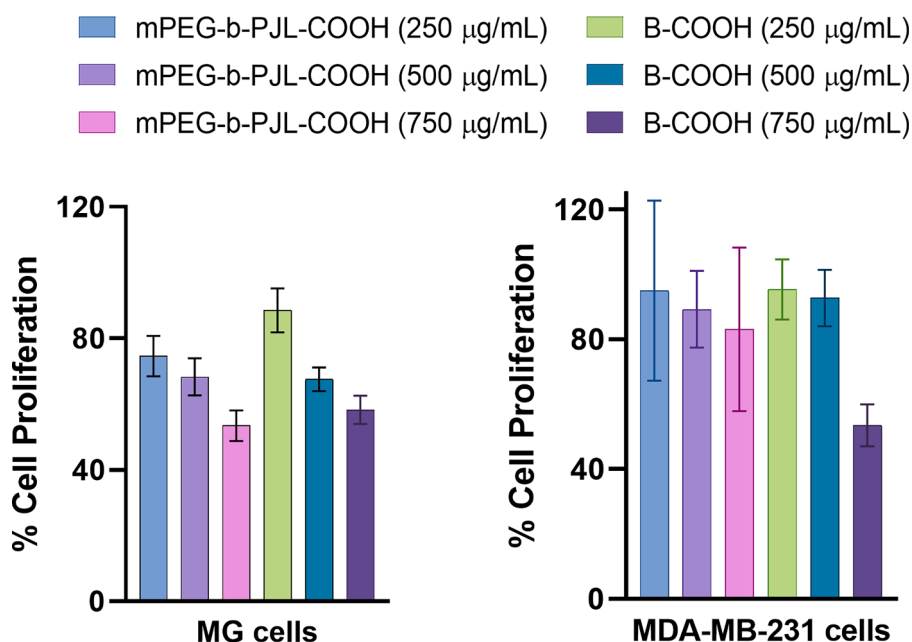 mPEG-b-PJL-COOH (250 μg/mL)
mPEG-b-PJL-COOH (500 μg/mL)
mPEG-b-PJL-COOH (750 μg/mL)
B-COOH (250 μg/mL)
B-COOH (500 μg/mL)
B-COOH (750 μg/mL)
% Cell Proliferation
120
80
40
0
MG cells
% Cell Proliferation
120
80
40
0
MDA-MB-231 cells